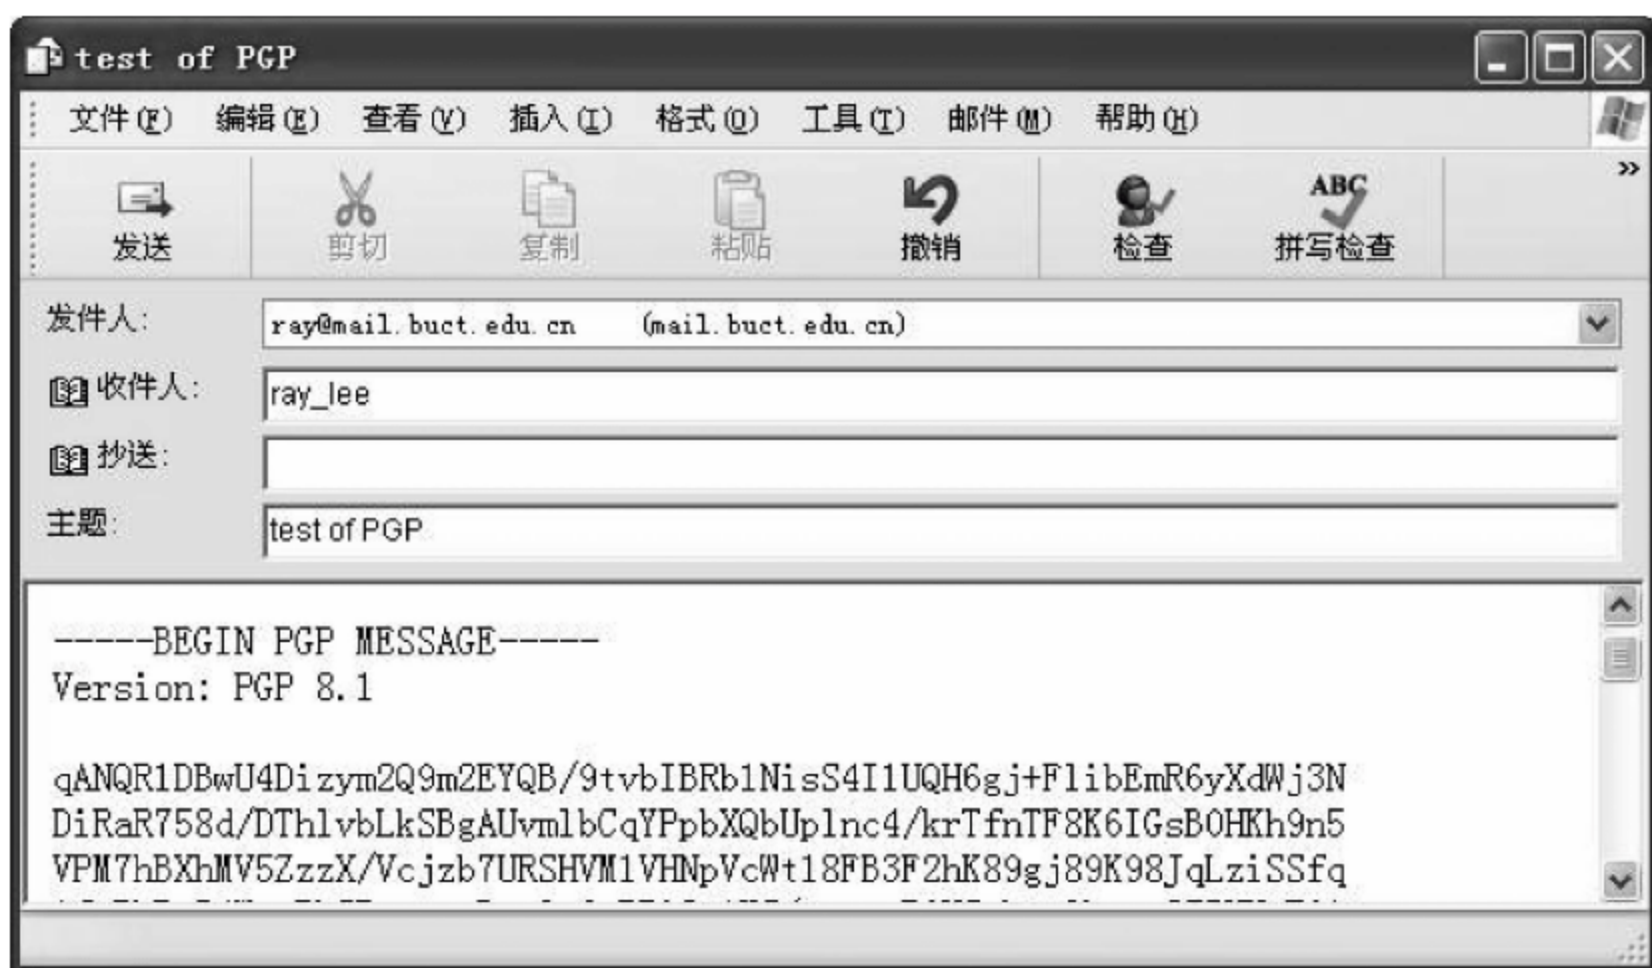 test of PGP
文件(F) 编辑(E) 查看(V) 插入(I) 格式(O) 工具(T) 邮件(M) 帮助(H)
»
ABC
发送 剪切 复制 粘贴 撤销 检查 拼写检查
发件人: ray@mail.buct.edu.cn (mail.buct.edu.cn)
收件人: ray_lee
抄送:
主题: test of PGP
-----BEGIN PGP MESSAGE-----
Version: PGP 8.1
qANQR1DBwU4Dizym2Q9m2EYQB/9tvbIBRb1NisS4I1UQH6gj+FlibEmR6yXdWj3N
DiRaR758d/DThlvbLkSBgAUvmlbCqYPpbXQbUplnc4/krTfnTF8K6IGsB0HKh9n5
VPM7hBXhMV5ZzzX/Vcjzb7URSHVM1VHNpVcWt18FB3F2hK89gj89K98JqLziSSfq